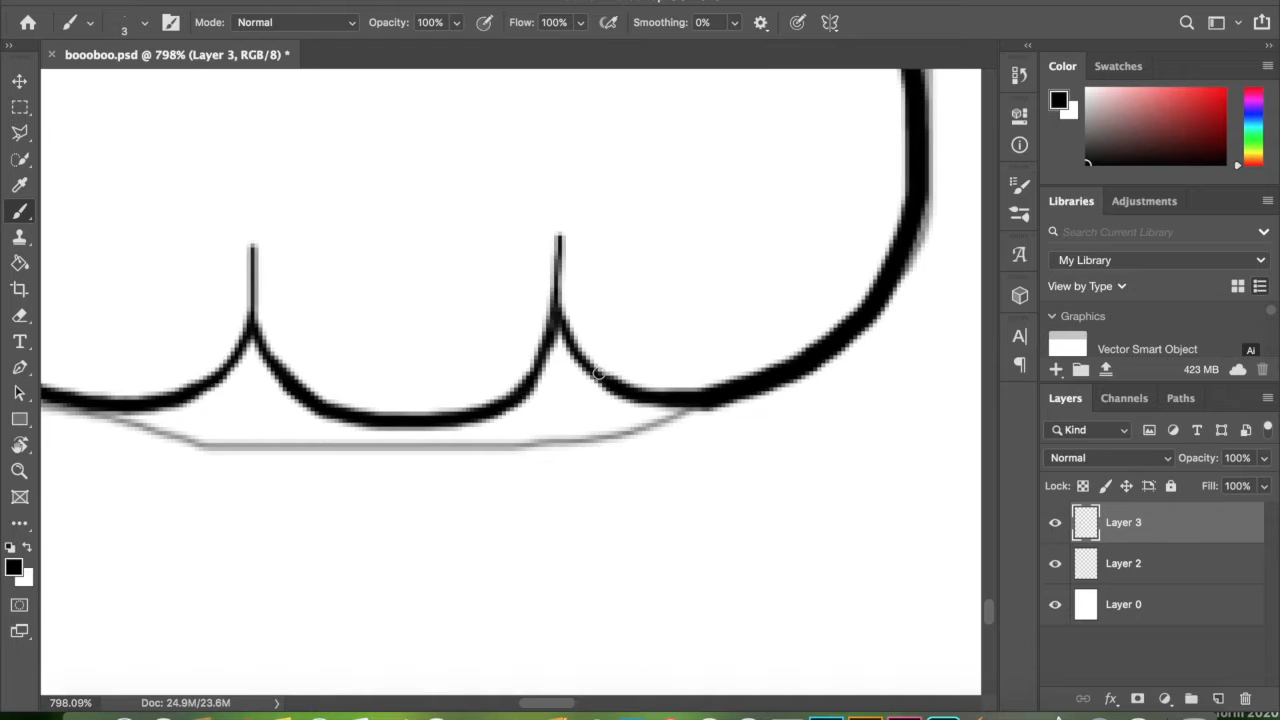 3 Mode: Normal Opacity: 100% Flow: 100% Smoothing: 0%
× boooboo.psd @ 798% (Layer 3, RGB/8) *
Color Swatches
Libraries Adjustments
Search Current Library
My Library
View by Type
Graphics
Vector Smart Object Ai
423 MB
Layers Channels Paths
Kind
Normal Opacity: 100%
Lock: Fill: 100%
Layer 3
Layer 2
Layer 0
798.09% Doc: 24.9M/23.6M
form 2020